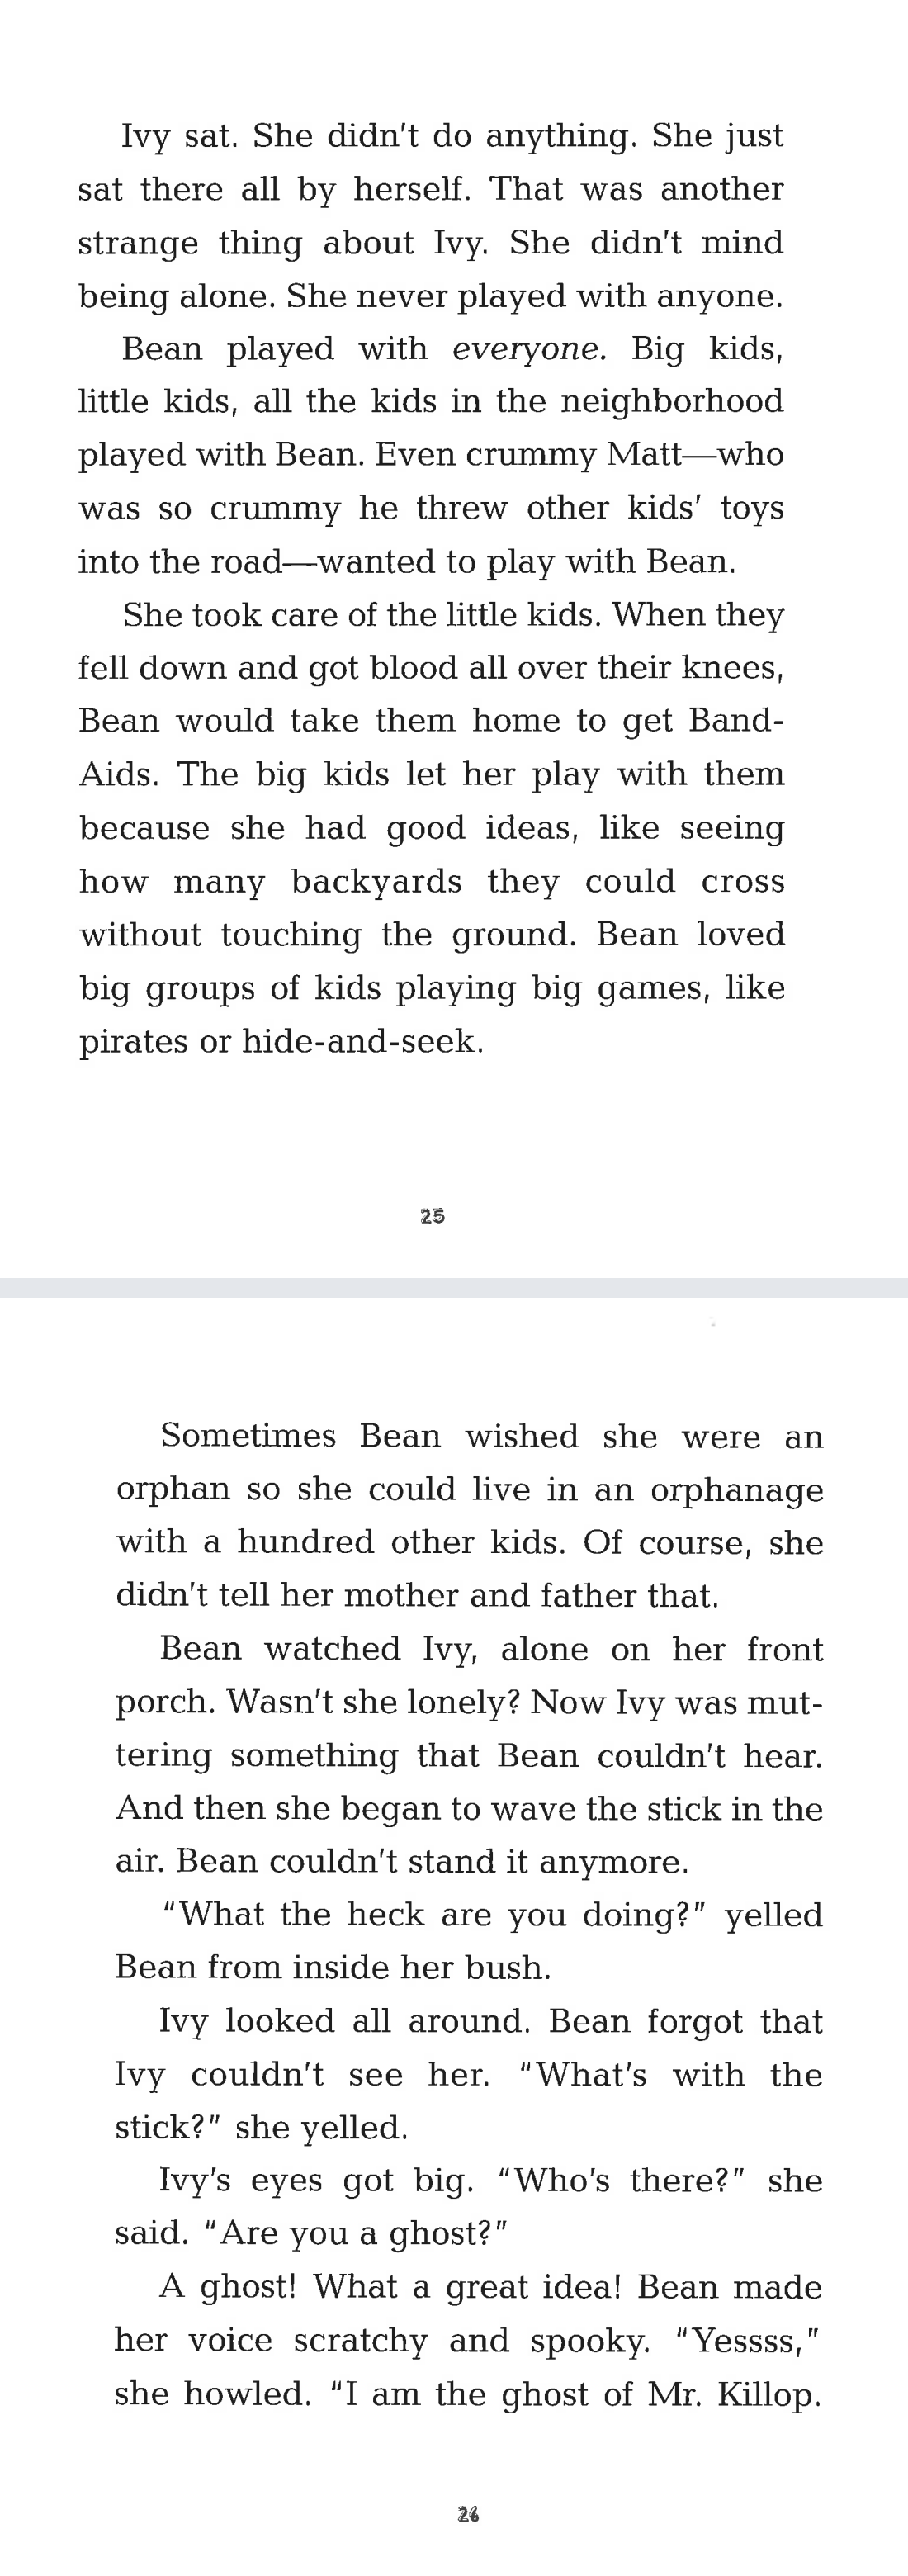 Ivy sat. She didn't do anything. She just
sat there all by herself. That was another
strange thing about Ivy. She didn't mind
being alone. She never played with anyone.
Bean played with everyone. Big kids,
little kids, all the kids in the neighborhood
played with Bean. Even crummy Matt—who
was so crummy he threw other kids' toys
into the road—wanted to play with Bean.
She took care of the little kids. When they
fell down and got blood all over their knees,
Bean would take them home to get Band-
Aids. The big kids let her play with them
because she had good ideas, like seeing
how many backyards they could cross
without touching the ground. Bean loved
big groups of kids playing big games, like
pirates or hide-and-seek.
25
Sometimes Bean wished she were an
orphan so she could live in an orphanage
with a hundred other kids. Of course, she
didn't tell her mother and father that.
Bean watched Ivy, alone on her front
porch. Wasn't she lonely? Now Ivy was mut-
tering something that Bean couldn't hear.
And then she began to wave the stick in the
air. Bean couldn't stand it anymore.
"What the heck are you doing?" yelled
Bean from inside her bush.
Ivy looked all around. Bean forgot that
Ivy couldn't see her. "What's with the
stick?" she yelled.
Ivy's eyes got big. "Who's there?" she
said. "Are you a ghost?"
A ghost! What a great idea! Bean made
her voice scratchy and spooky. "Yessss,"
she howled. "I am the ghost of Mr. Killop.
26